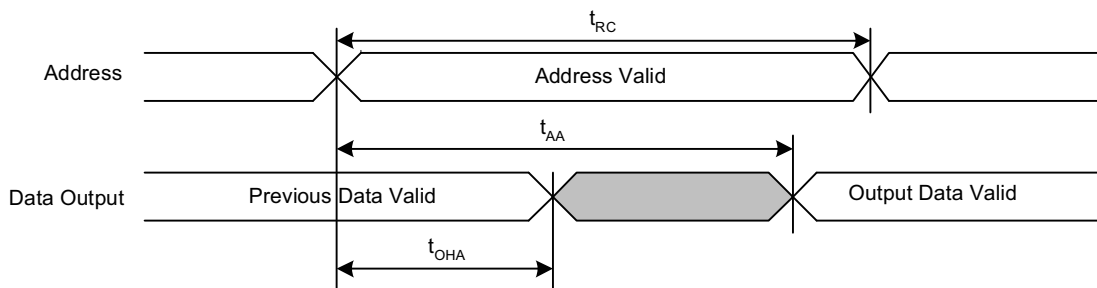 t_RC
Address
Address Valid
t_AA
Data Output
Previous Data Valid
Output Data Valid
t_OHA